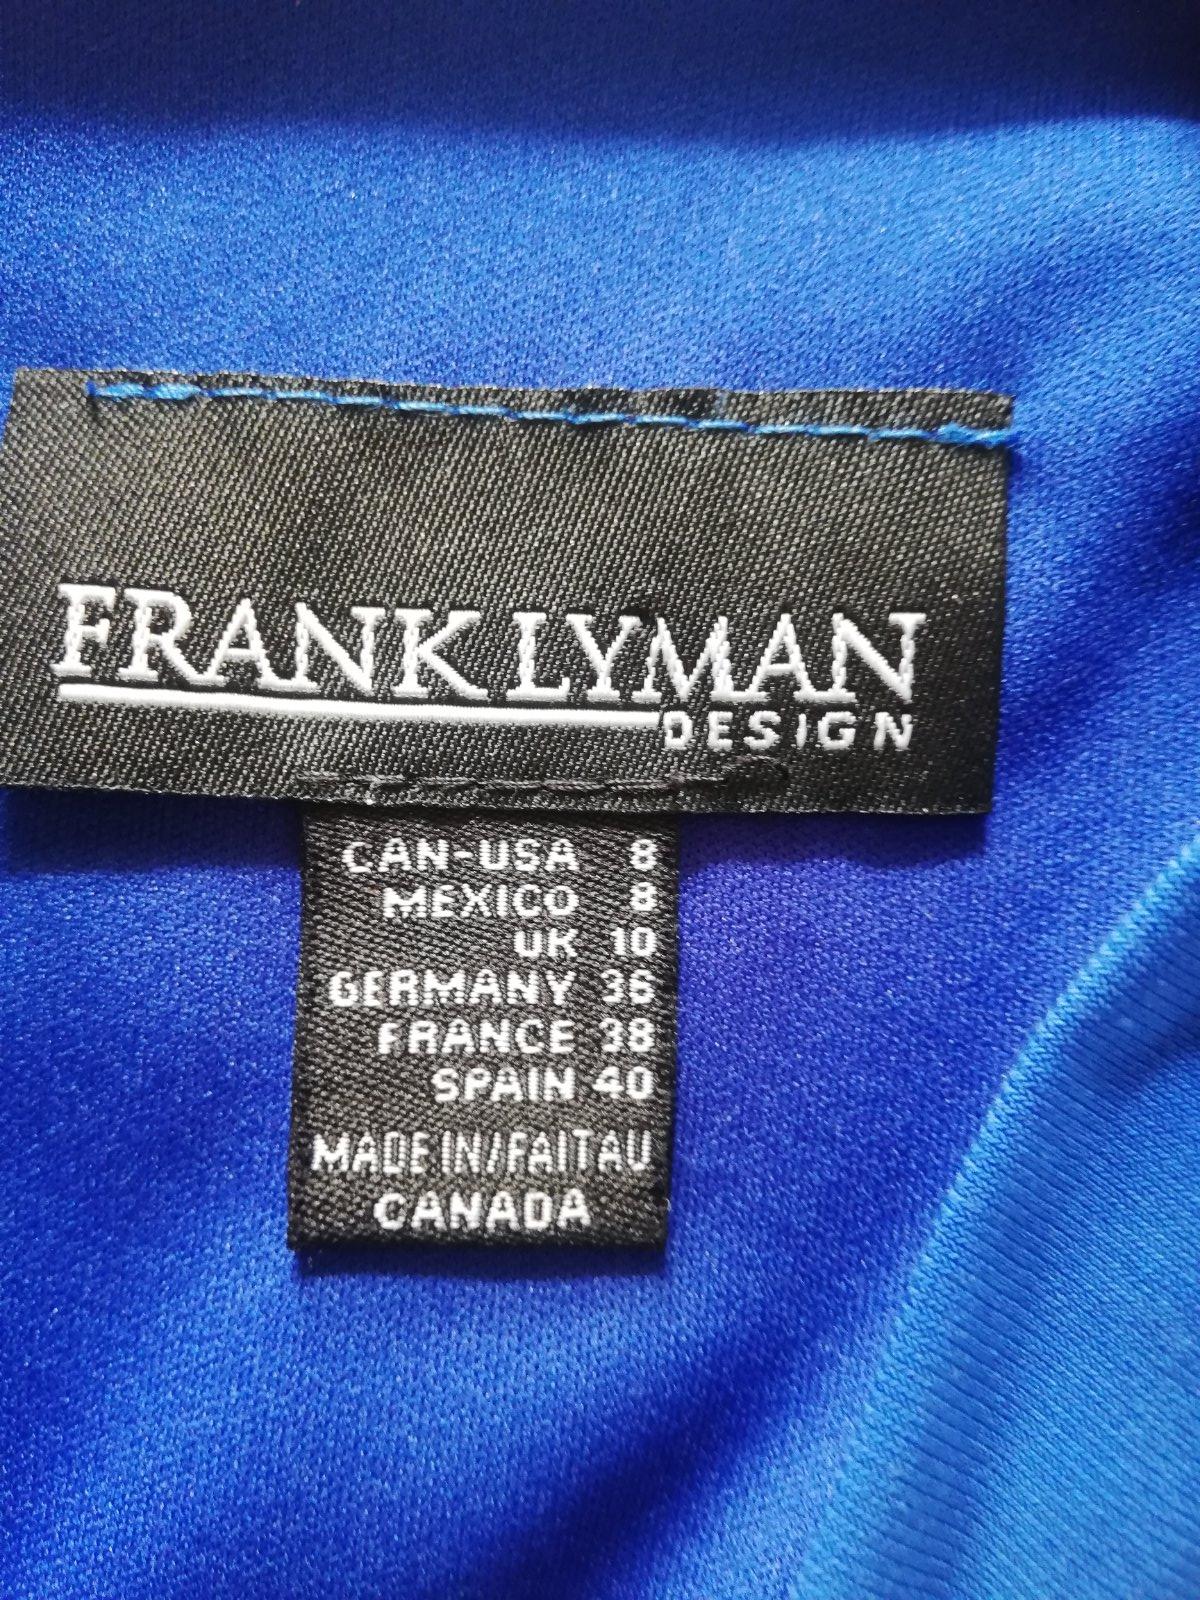 FRANK LYMAN
DESIGN
CAN-USA 8
MEXICO 8
UK 10
GERMANY 36
FRANCE 38
SPAIN 40
MADE IN/FAIT AU
CANADA